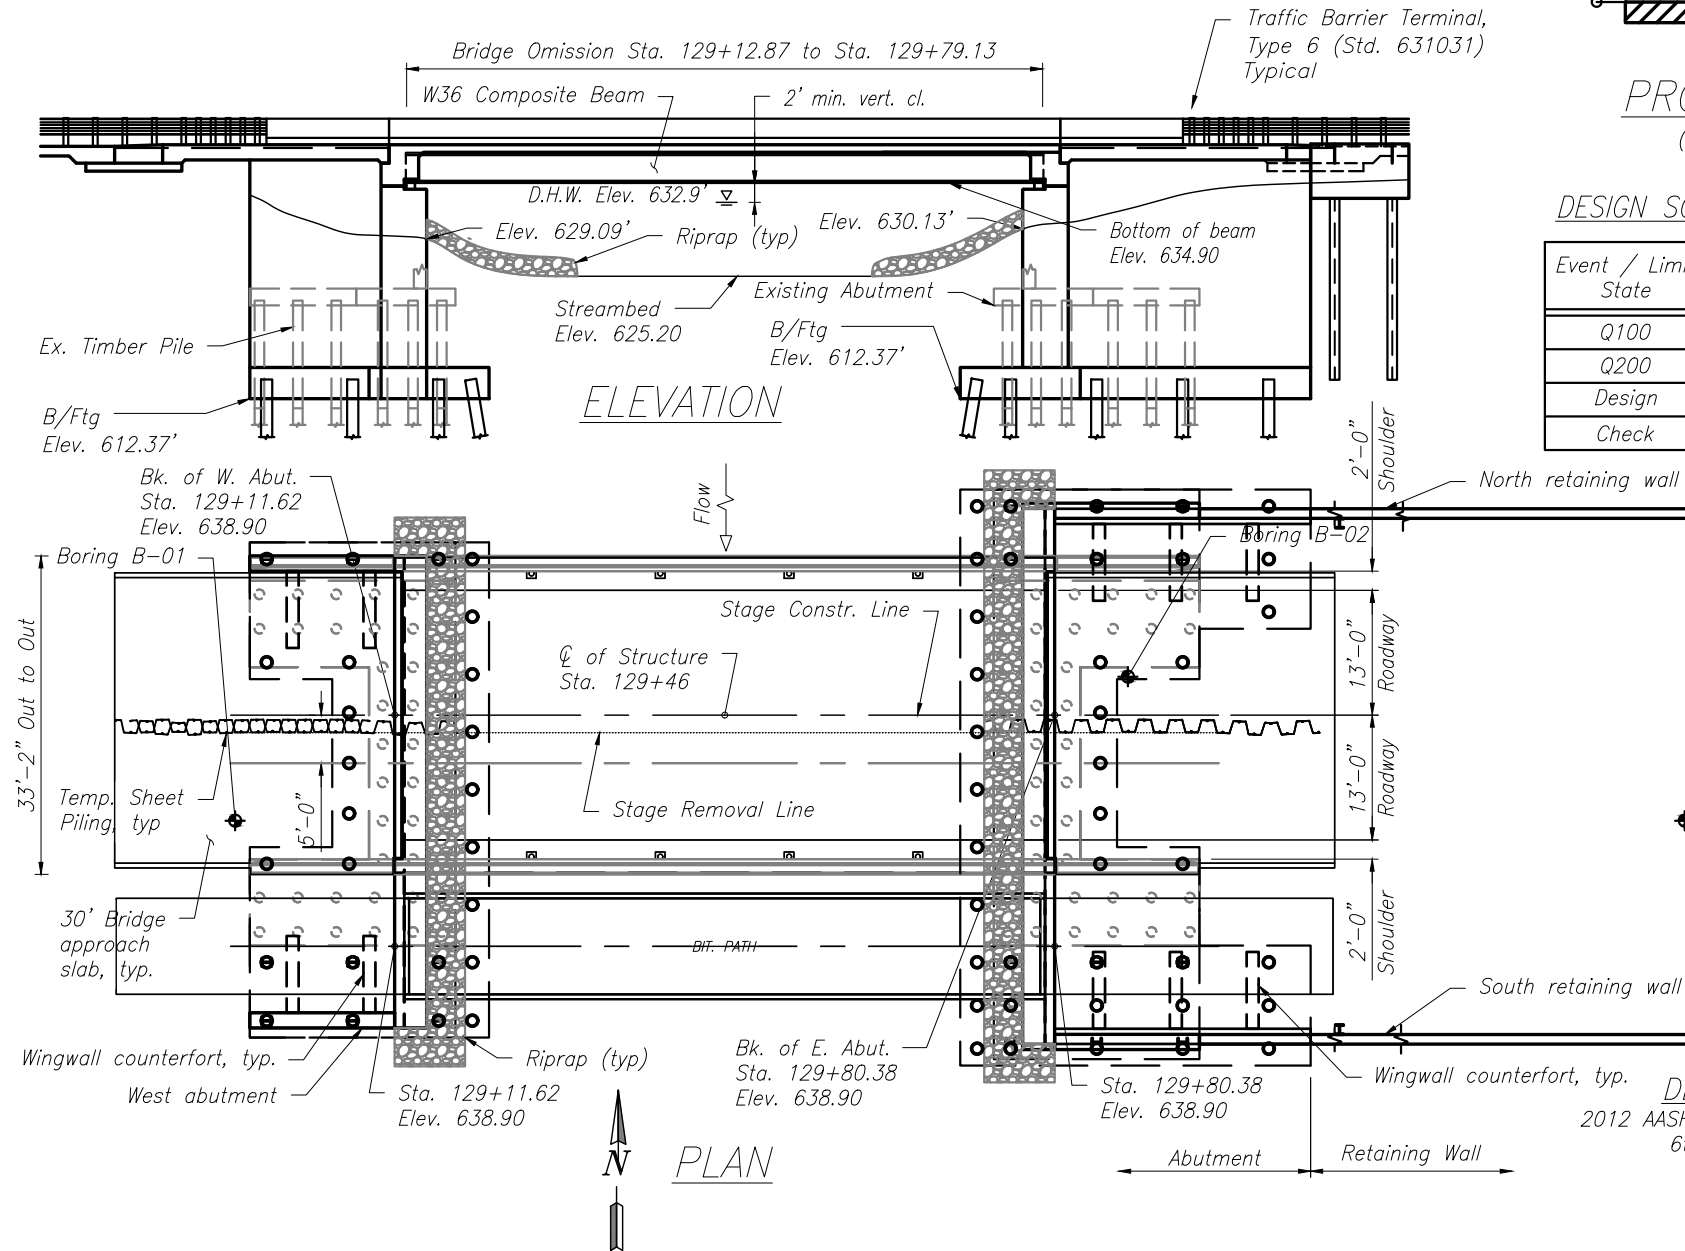 Traffic Barrier Terminal,
Type 6 (Std. 631031)
Typical
Bridge Omission Sta. 129+12.87 to Sta. 129+79.13
W36 Composite Beam
2' min. vert. cl.
D.H.W. Elev. 632.9'
Elev. 629.09'
Riprap (typ)
Elev. 630.13'
Bottom of beam
Elev. 634.90
Streambed
Elev. 625.20
Existing Abutment
B/Ftg
Elev. 612.37'
Ex. Timber Pile
B/Ftg
Elev. 612.37'
ELEVATION
PRO
(
DESIGN SC
Event / Limi
State
Q100
Q200
Design
Check
Bk. of W. Abut.
Sta. 129+11.62
Elev. 638.90
Boring B-01
Flow
2'-0"
Shoulder
North retaining wall
Boring B-02
Stage Constr. Line
℄ of Structure
Sta. 129+46
13'-0"
Roadway
33'-2" Out to Out
Temp. Sheet
Piling, typ
5'-0"
Stage Removal Line
13'-0"
Roadway
30' Bridge
approach
slab, typ.
BIT. PATH
2'-0"
Shoulder
South retaining wall
Wingwall counterfort, typ.
West abutment
Riprap (typ)
Sta. 129+11.62
Elev. 638.90
Bk. of E. Abut.
Sta. 129+80.38
Elev. 638.90
Sta. 129+80.38
Elev. 638.90
Wingwall counterfort, typ.
2012 AASH
N
PLAN
Abutment
Retaining Wall